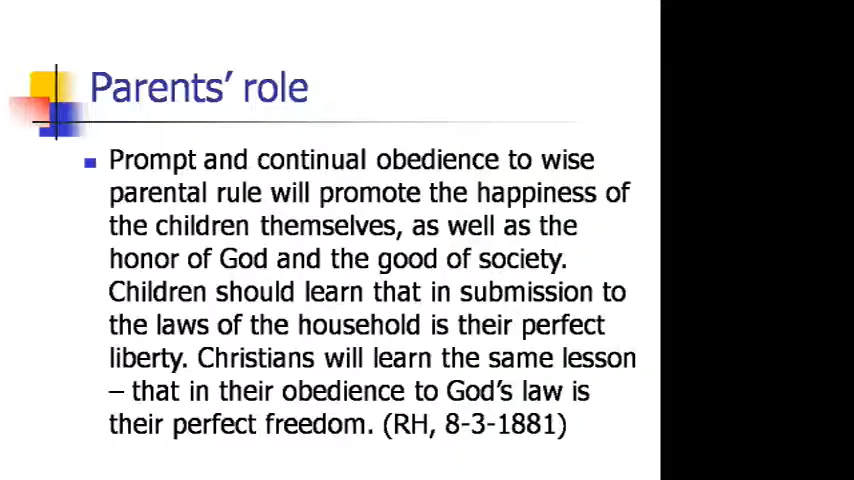 Parents’ role
Prompt and continual obedience to wise
parental rule will promote the happiness of
the children themselves, as well as the
honor of God and the good of society.
Children should learn that in submission to
the laws of the household is their perfect
liberty. Christians will learn the same lesson
– that in their obedience to God’s law is
their perfect freedom. (RH, 8-3-1881)